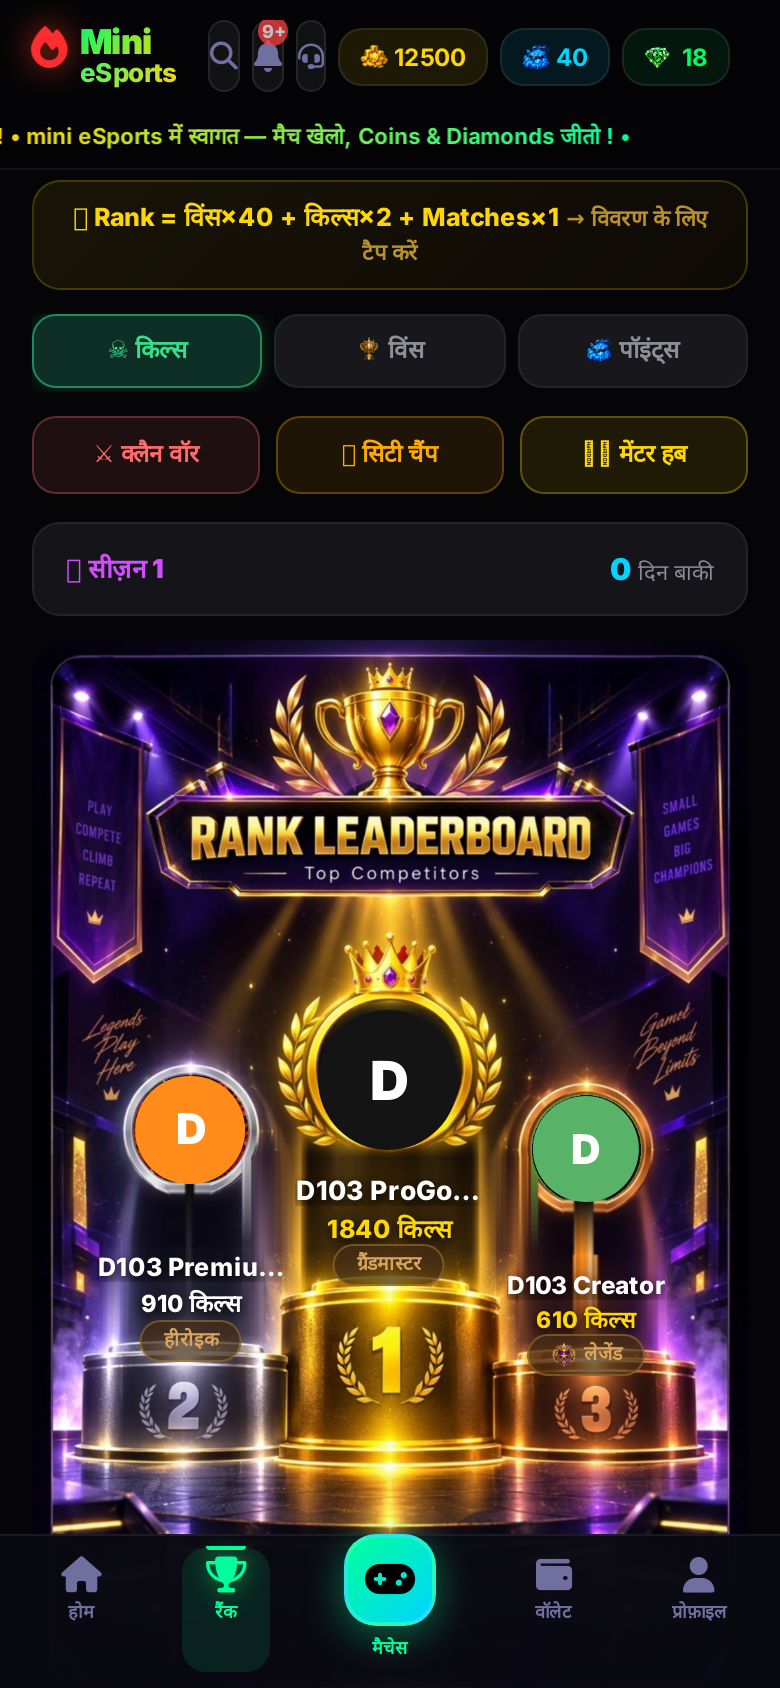 Mini
eSports
9+
12500
40
18
! • mini eSports में स्वागत — मैच खेलो, Coins & Diamonds जीतो ! •
Rank = विंस×40 + किल्स×2 + Matches×1 → विवरण के लिए
टैप करें
किल्स
विंस
पॉइंट्स
क्लैन वॉर
सिटी चैंप
मेंटर हब
सीज़न 1
0 दिन बाकी
PLAY
COMPETE
CLIMB
REPEAT
SMALL
GAMES
BIG
CHAMPIONS
RANK LEADERBOARD
Top Competitors
Legends
Play
Here
Gamet
Beyond
Limits
D
D
D
D103 ProGo...
1840 किल्स
ग्रैंडमास्टर
D103 Premiu...
910 किल्स
हीरोइक
D103 Creator
610 किल्स
लेजेंड
1
2
3
होम
रैंक
मैचेस
वॉलेट
प्रोफ़ाइल